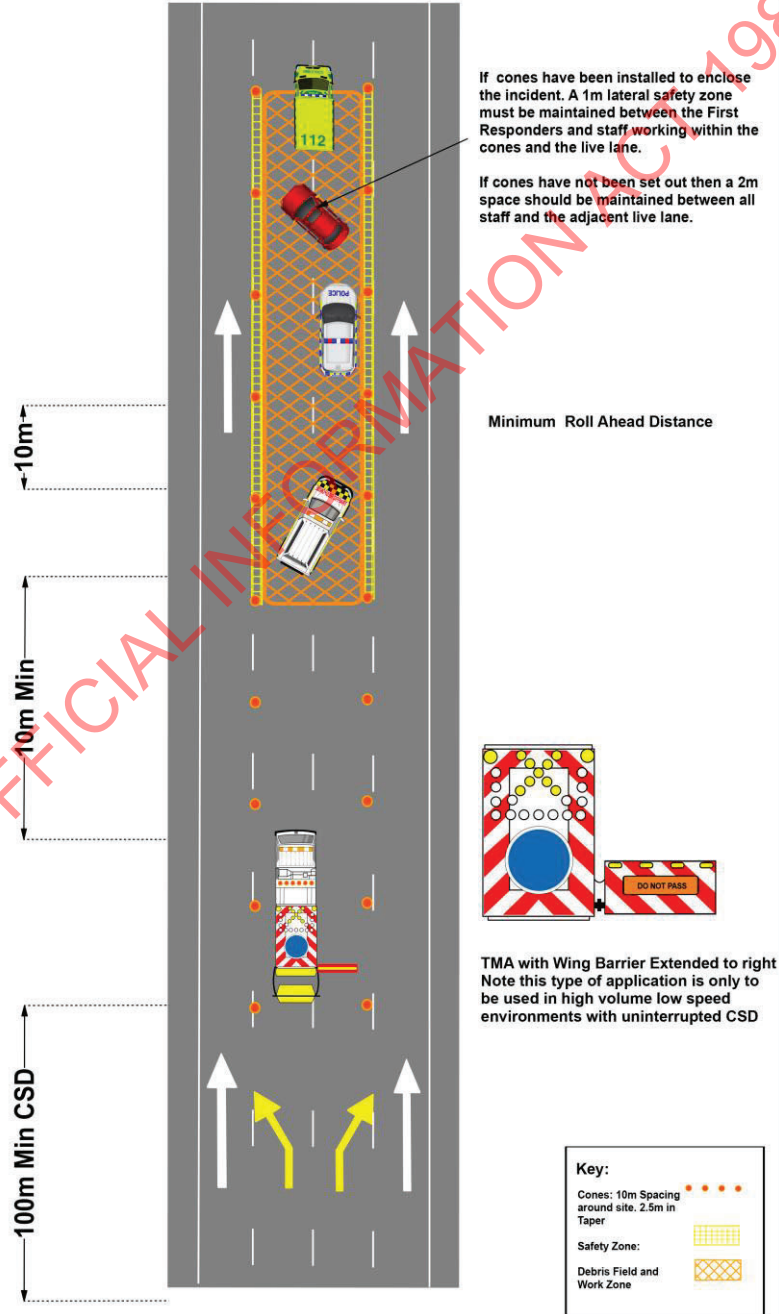 If cones have been installed to enclose
the incident. A 1m lateral safety zone
must be maintained between the First
Responders and staff working within the
cones and the live lane.
If cones have not been set out then a 2m
space should be maintained between all
staff and the adjacent live lane.
112
POLICE
10m
Minimum Roll Ahead Distance
10m Min
DO NOT PASS
TMA with Wing Barrier Extended to right
Note this type of application is only to
be used in high volume low speed
environments with uninterrupted CSD
100m Min CSD
Key:
Cones: 10m Spacing
around site. 2.5m in
Taper
Safety Zone:
Debris Field and
Work Zone
OFFICIAL INFORMATION ACT 198